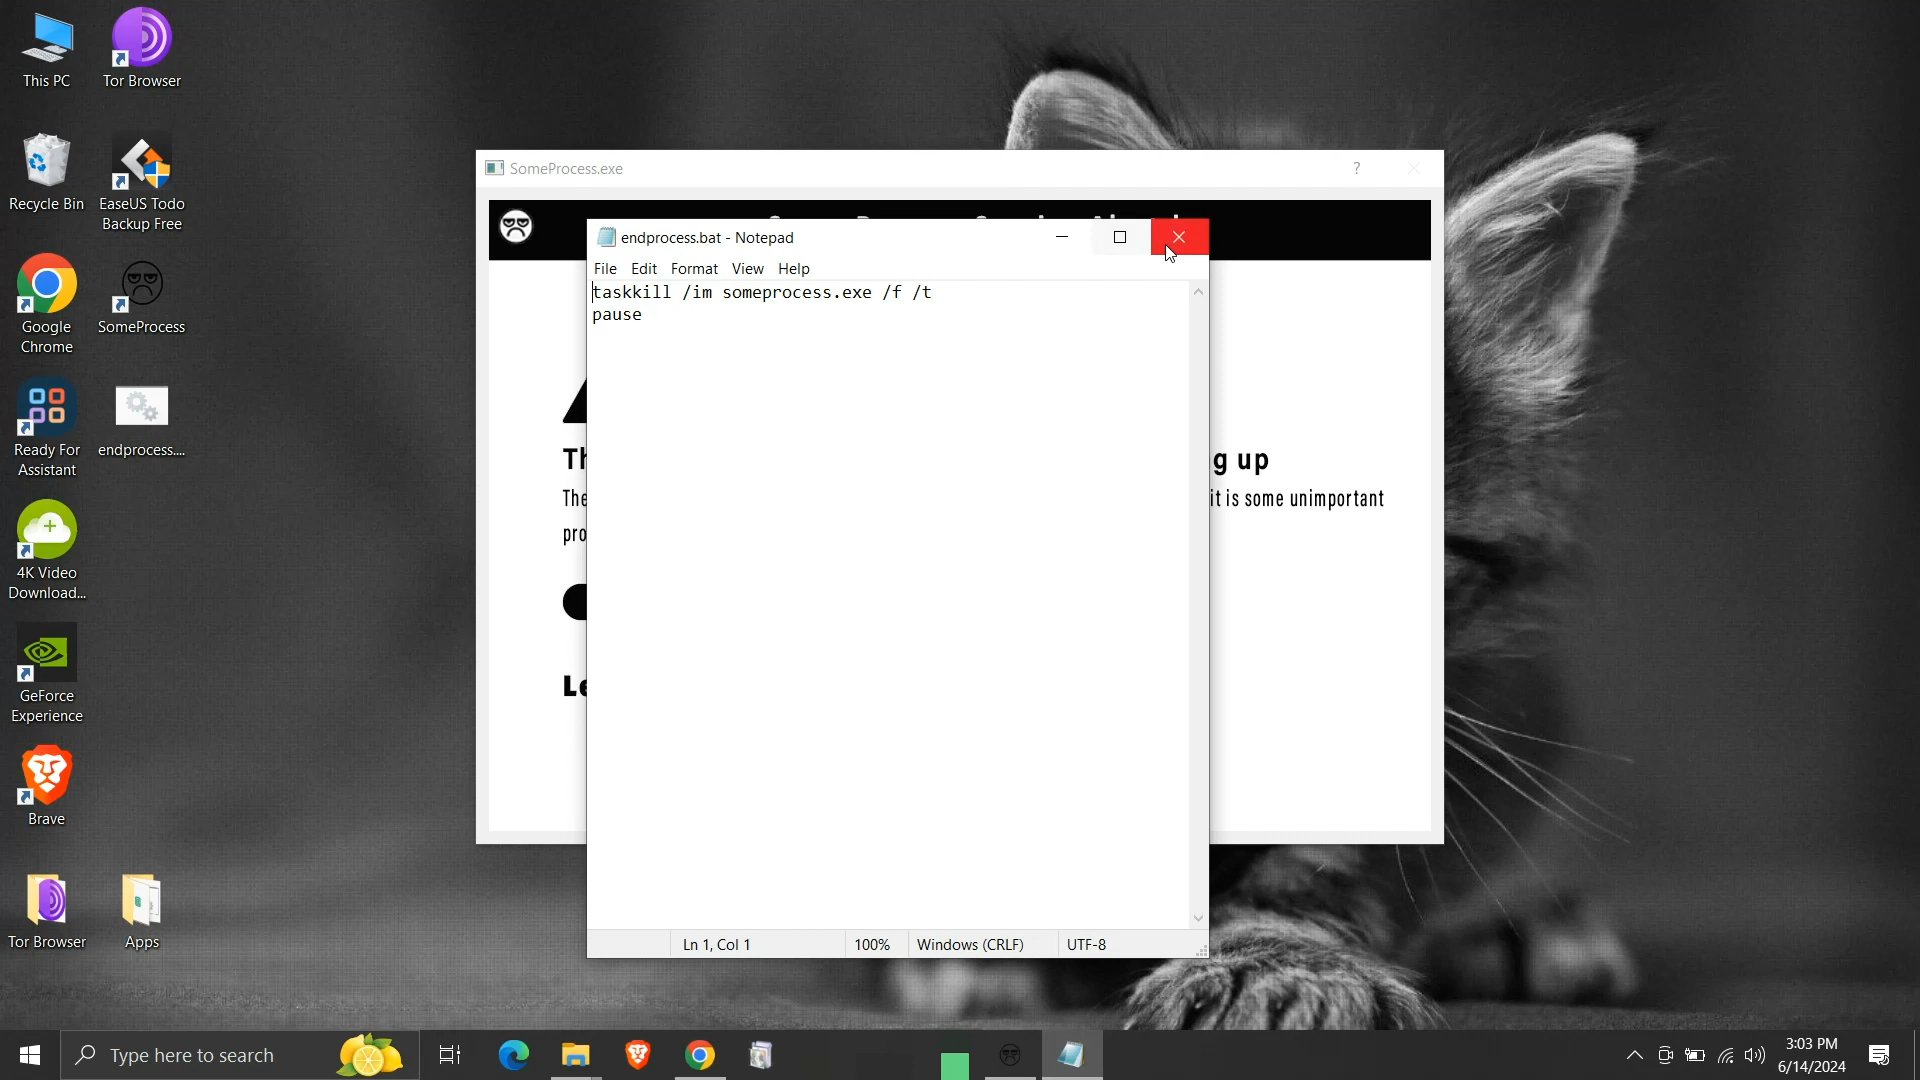 This PC
Tor Browser
Recycle Bin
EaseUS Todo
Backup Free
Google
Chrome
SomeProcess
Ready For
Assistant
endprocess....
4K Video
Download...
GeForce
Experience
Brave
Tor Browser
Apps
SomeProcess.exe
?
endprocess.bat - Notepad
File Edit Format View Help
taskkill /im someprocess.exe /f /t
pause
g up
The
it is some unimportant
Ln 1, Col 1
100%
Windows (CRLF)
UTF-8
Type here to search
3:03 PM
6/14/2024